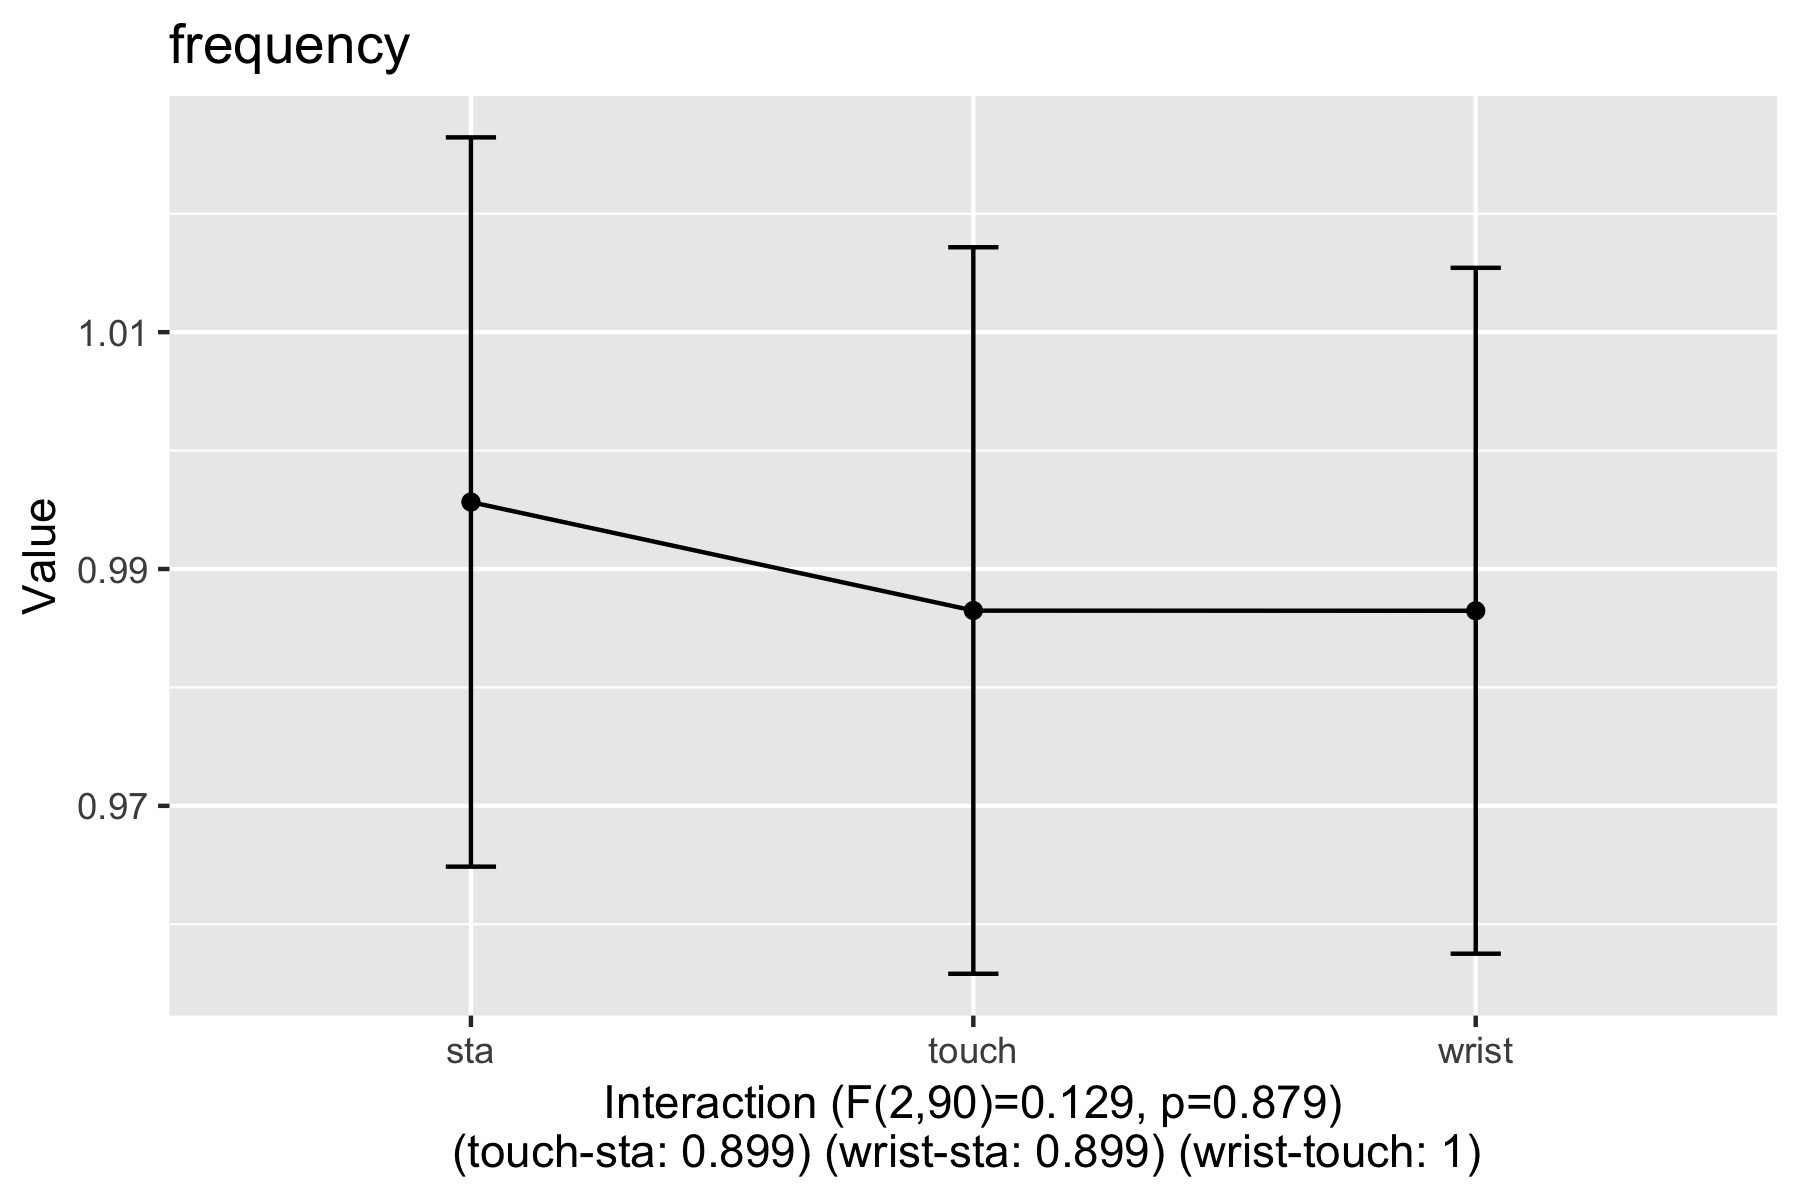 frequency
1.01
0.99
0.97
Value
sta touch wrist
Interaction (F(2,90)=0.129, p=0.879)
(touch-sta: 0.899) (wrist-sta: 0.899) (wrist-touch: 1)